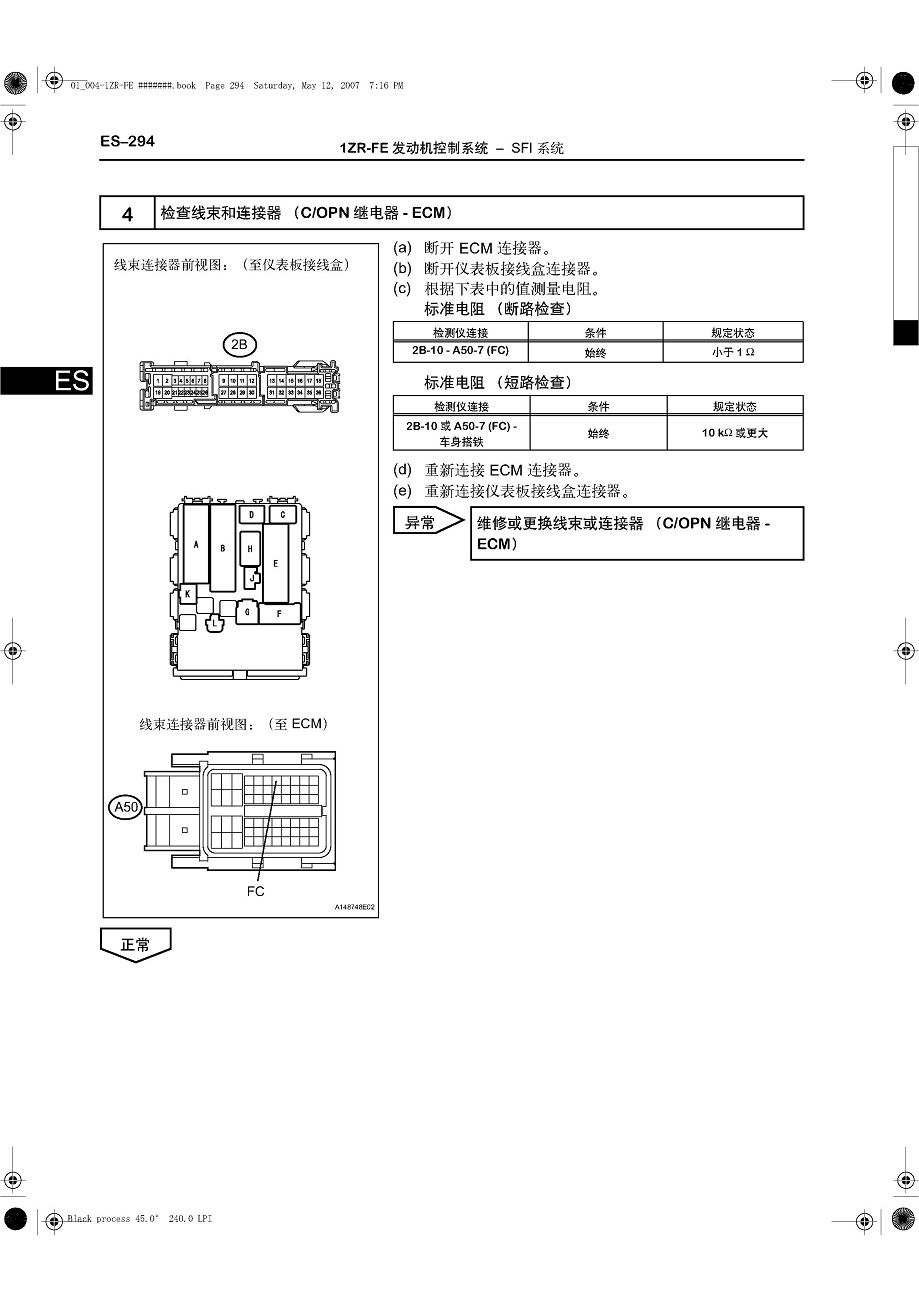 01_004-1ZR-FE #######.book Page 294 Saturday, May 12, 2007 7:16 PM
ES–294
1ZR-FE 发动机控制系统 – SFI 系统
4 检查线束和连接器 （C/OPN 继电器 - ECM）
线束连接器前视图：（至仪表板接线盒）
2B
1 2 3 4 5 6 7 8 9 10 11 12 13 14 15 16 17 18
19 20 21 22 23 24 25 26 27 28 29 30 31 32 33 34 35 36
D C
A B H E
J
K
G F
L
线束连接器前视图：（至 ECM）
A50
FC
A148748E02
(a) 断开 ECM 连接器。
(b) 断开仪表板接线盒连接器。
(c) 根据下表中的值测量电阻。
标准电阻 （断路检查）
检测仪连接 条件 规定状态
2B-10 - A50-7 (FC) 始终 小于 1 Ω
标准电阻 （短路检查）
检测仪连接 条件 规定状态
2B-10 或 A50-7 (FC) -
车身搭铁 始终 10 kΩ 或更大
(d) 重新连接 ECM 连接器。
(e) 重新连接仪表板接线盒连接器。
异常
维修或更换线束或连接器 （C/OPN 继电器 -
ECM）
ES
正常
Black process 45.0° 240.0 LPI